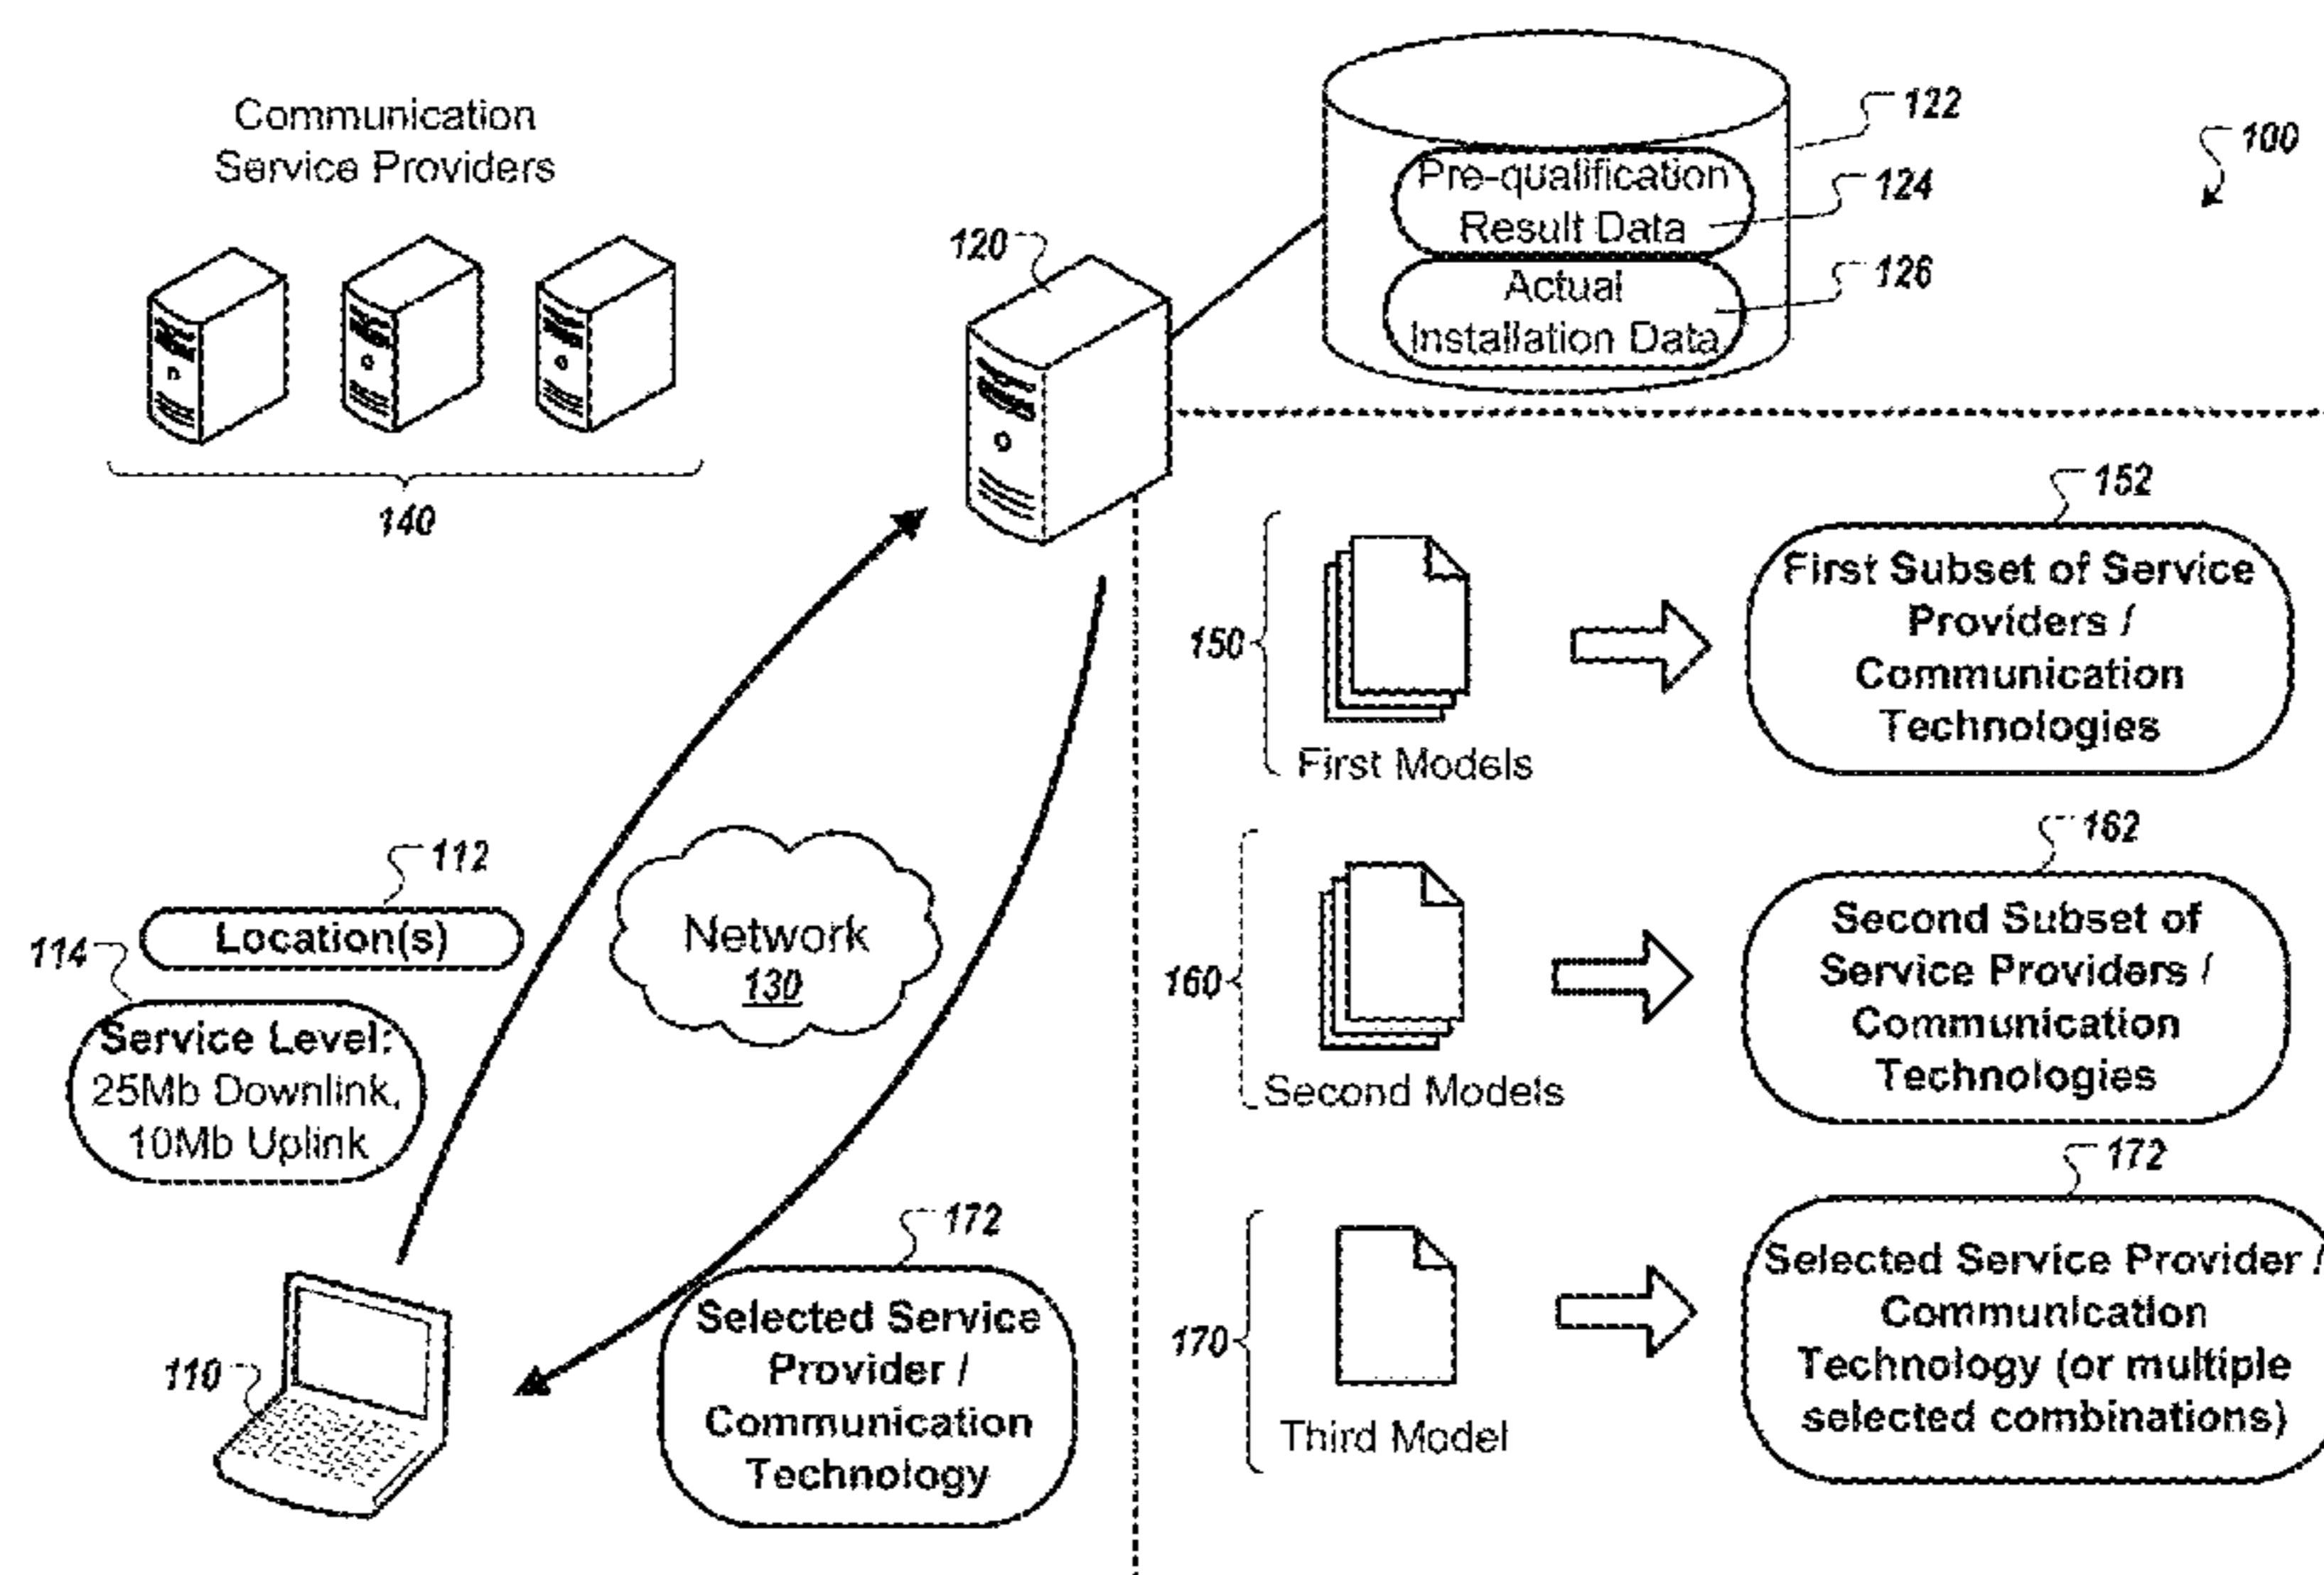 Communication
Service Providers
140
120
122
Pre-qualification
Result Data
124
Actual
Installation Data
126
100
112
Location(s)
114
Service Level:
25Mb Downlink,
10Mb Uplink
Network
130
110
172
Selected Service
Provider /
Communication
Technology
150
First Models
152
First Subset of Service
Providers /
Communication
Technologies
160
Second Models
162
Second Subset of
Service Providers /
Communication
Technologies
170
Third Model
172
Selected Service Provider /
Communication
Technology (or multiple
selected combinations)